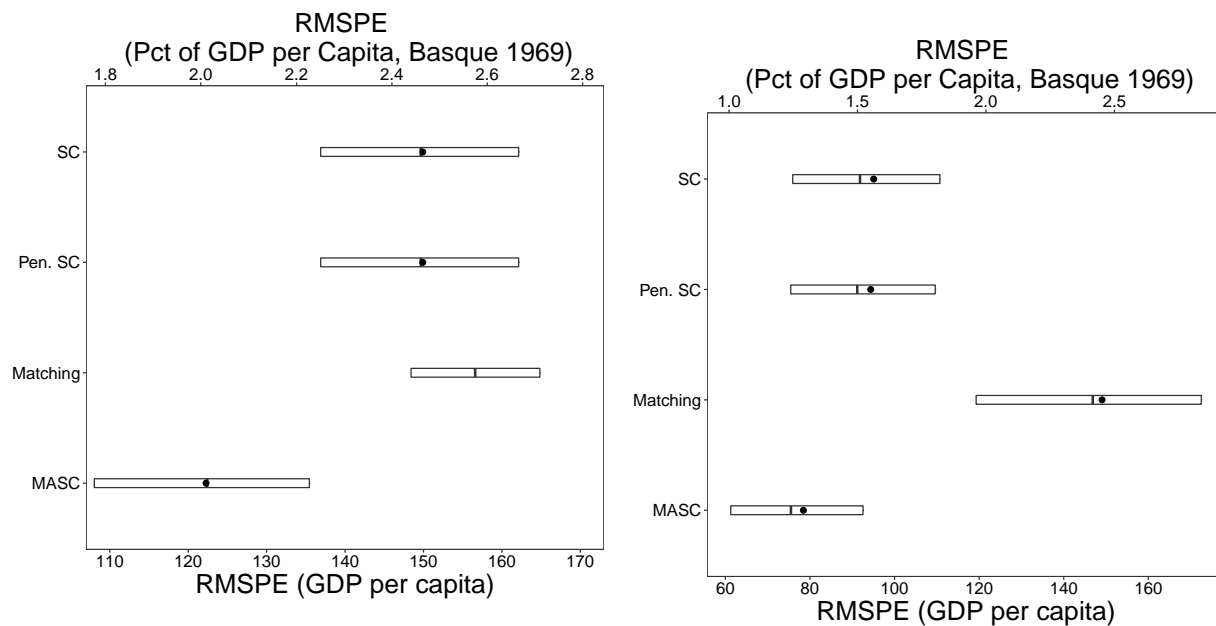 RMSPE
(Pct of GDP per Capita, Basque 1969)
1.8 2.0 2.2 2.4 2.6 2.8
SC
Pen. SC
Matching
MASC
110 120 130 140 150 160 170
RMSPE (GDP per capita)
RMSPE
(Pct of GDP per Capita, Basque 1969)
1.0 1.5 2.0 2.5
SC
Pen. SC
Matching
MASC
60 80 100 120 140 160
RMSPE (GDP per capita)